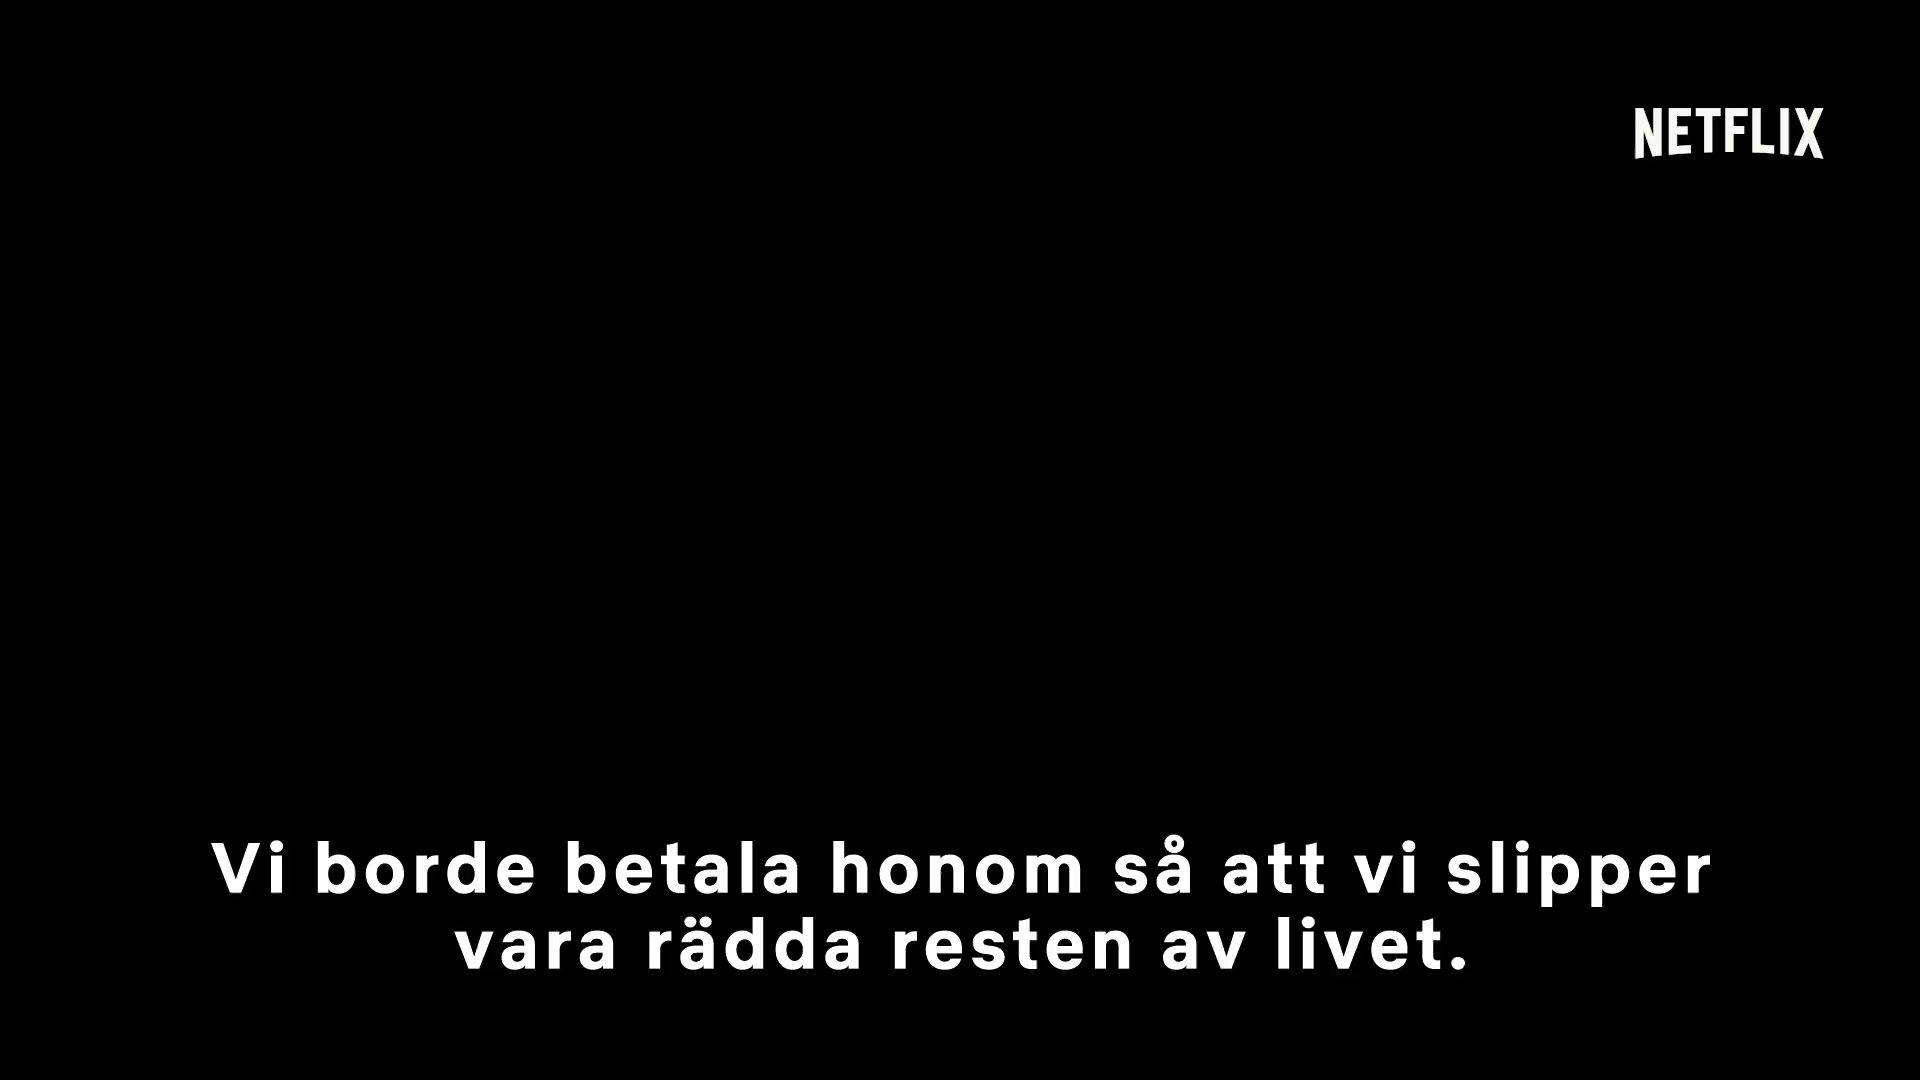 NETFLIX
Vi borde betala honom så att vi slipper
vara rädda resten av livet.